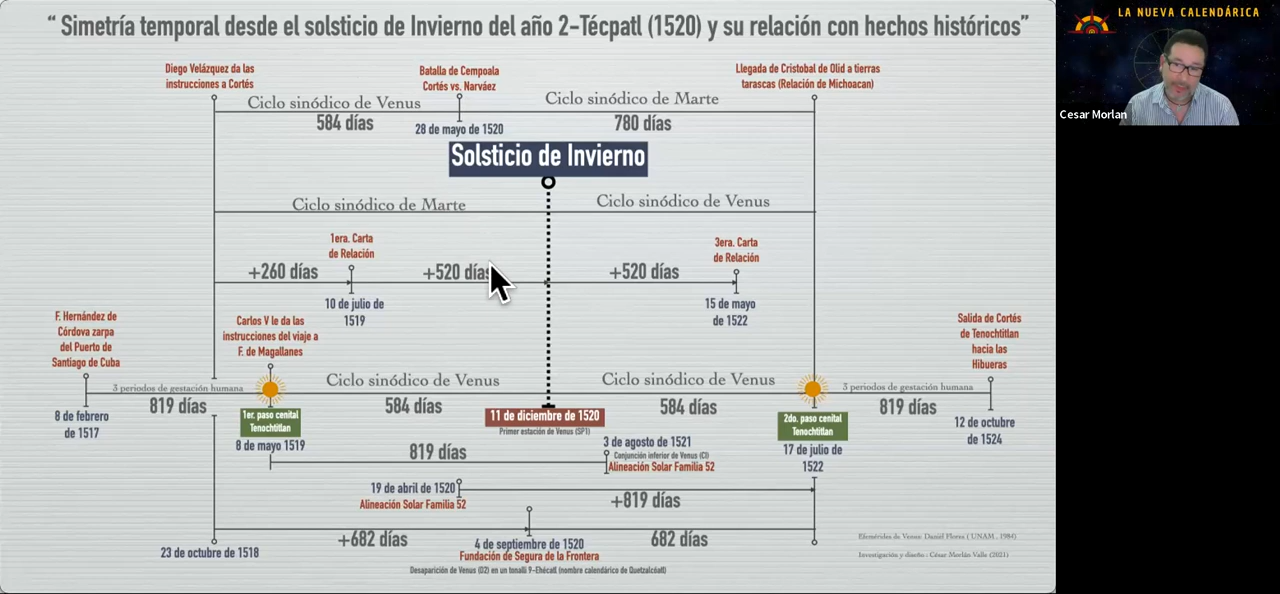 “ Simetría temporal desde el solsticio de Invierno del año 2-Técpatl (1520) y su relación con hechos históricos”
LA NUEVA CALENDÁRICA
Cesar Morlan
Diego Velázquez da las
instrucciones a Cortés
Batalla de Cempoala
Cortés vs. Narváez
Llegada de Cristobal de Olid a tierras
tarascas (Relación de Michoacan)
Ciclo sinódico de Venus
584 días
28 de mayo de 1520
Ciclo sinódico de Marte
780 días
Solsticio de Invierno
Ciclo sinódico de Marte
Ciclo sinódico de Venus
1era. Carta
de Relación
3era. Carta
de Relación
+260 días
+520 días
+520 días
10 de julio de
1519
15 de mayo
de 1522
F. Hernández de
Córdova zarpa
del Puerto de
Santiago de Cuba
Carlos V le da las
instrucciones del viaje a
F. de Magallanes
Salida de Cortés
de Tenochtitlan
hacia las
Hibueras
3 periodos de gestación humana
819 días
Ciclo sinódico de Venus
584 días
Ciclo sinódico de Venus
584 días
3 periodos de gestación humana
819 días
8 de febrero
de 1517
1er. paso cenital
Tenochtitlan
8 de mayo 1519
11 de diciembre de 1520
Primer estación de Venus (SP1)
2do. paso cenital
Tenochtitlan
17 de julio de
1522
12 de octubre
de 1524
819 días
3 de agosto de 1521
Conjunción inferior de Venus (CI)
Alineación Solar Familia 52
19 de abril de 1520
Alineación Solar Familia 52
+819 días
+682 días
682 días
23 de octubre de 1518
4 de septiembre de 1520
Fundación de Segura de la Frontera
Desaparición de Venus (D2) en un tonalli 9-Ehécatl (nombre calendárico de Quetzalcóatl)
Efemérides de Venus: Daniel Flores ( UNAM , 1984)
Investigación y diseño : César Morlán Valle (2021)